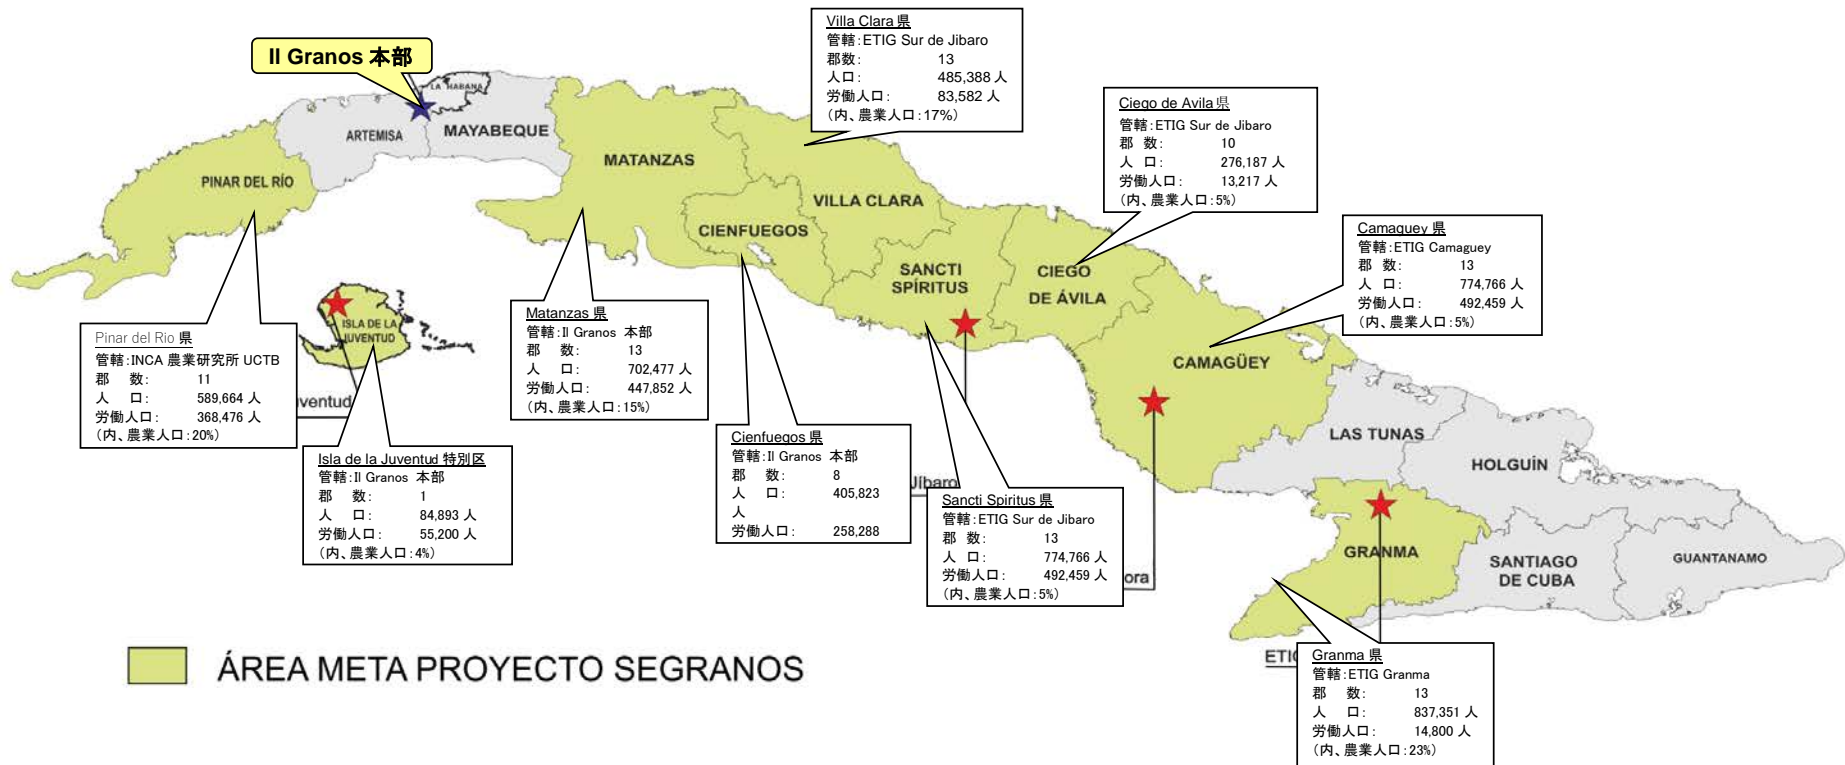 Il Granos 本部
Villa Clara 県
管轄:ETIG Sur de Jibaro
郡数: 13
人口: 485,388 人
労働人口: 83,582 人
(内、農業人口:17%)
Ciego de Avila 県
管轄:ETIG Sur de Jibaro
郡 数: 10
人 口: 276,187 人
労働人口: 13,217 人
(内、農業人口:5%)
Camaguey 県
管轄:ETIG Camaguey
郡 数: 13
人 口: 774,766 人
労働人口: 492,459 人
(内、農業人口:5%)
LA HABANA
ARTEMISA
MAYABEQUE
MATANZAS
PINAR DEL RÍO
VILLA CLARA
CIENFUEGOS
SANCTI
SPÍRITUS
CIEGO
DE ÁVILA
ISLA DE LA
JUVENTUD
CAMAGÜEY
LAS TUNAS
HOLGUÍN
GRANMA
SANTIAGO
DE CUBA
GUANTANAMO
Pinar del Rio 県
管轄:INCA 農業研究所 UCTB
郡 数: 11
人 口: 589,664 人
労働人口: 368,476 人
(内、農業人口:20%)
uventud
Isla de la Juventud 特別区
管轄:Il Granos 本部
郡 数: 1
人 口: 84,893 人
労働人口: 55,200 人
(内、農業人口:4%)
Matanzas 県
管轄:Il Granos 本部
郡 数: 13
人 口: 702,477 人
労働人口: 447,852 人
(内、農業人口:15%)
Cienfuegos 県
管轄:Il Granos 本部
郡 数: 8
人 口: 405,823
人
労働人口: 258,288
Jíbaro
Sancti Spiritus 県
管轄:ETIG Sur de Jibaro
郡 数: 13
人 口: 774,766 人
労働人口: 492,459 人
(内、農業人口:5%)
ora
ETIG
Granma 県
管轄:ETIG Granma
郡 数: 13
人 口: 837,351 人
労働人口: 14,800 人
(内、農業人口:23%)
ÁREA META PROYECTO SEGRANOS